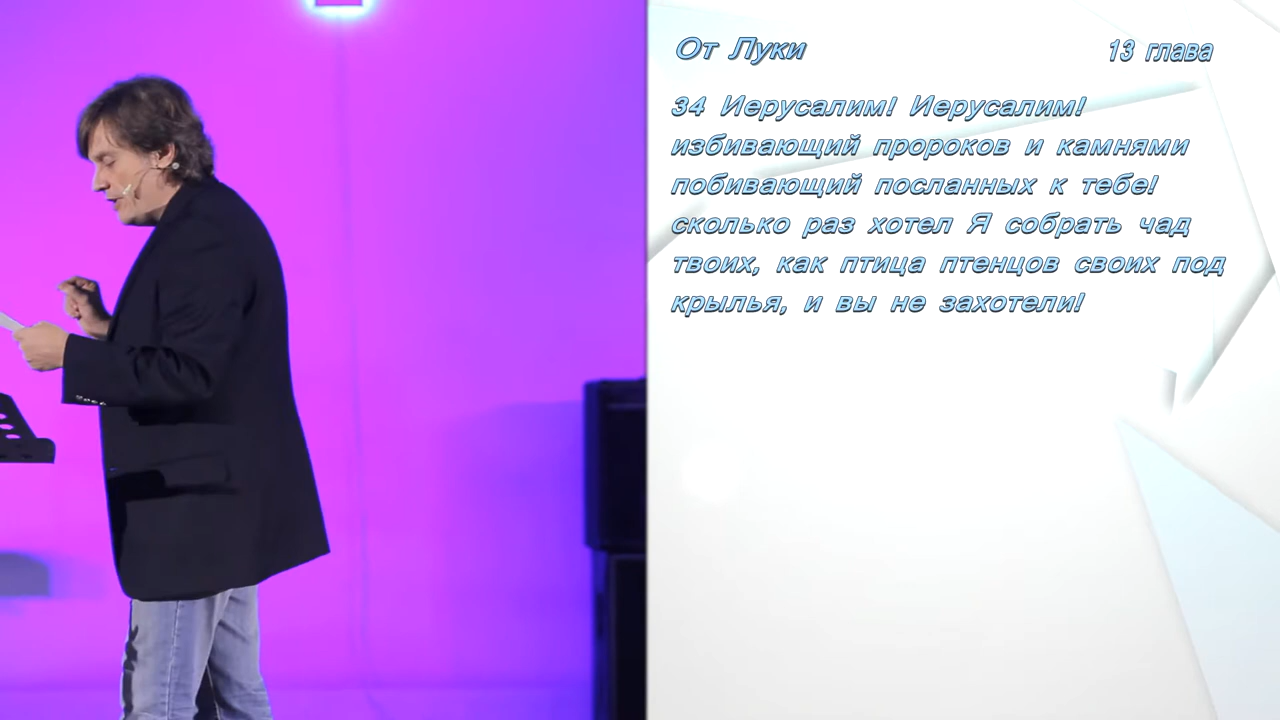 От Луки 13 глава
34 Иерусалим! Иерусалим!
избивающий пророков и камнями
побивающий посланных к тебе!
сколько раз хотел Я собрать чад
твоих, как птица птенцов своих под
крылья, и вы не захотели!